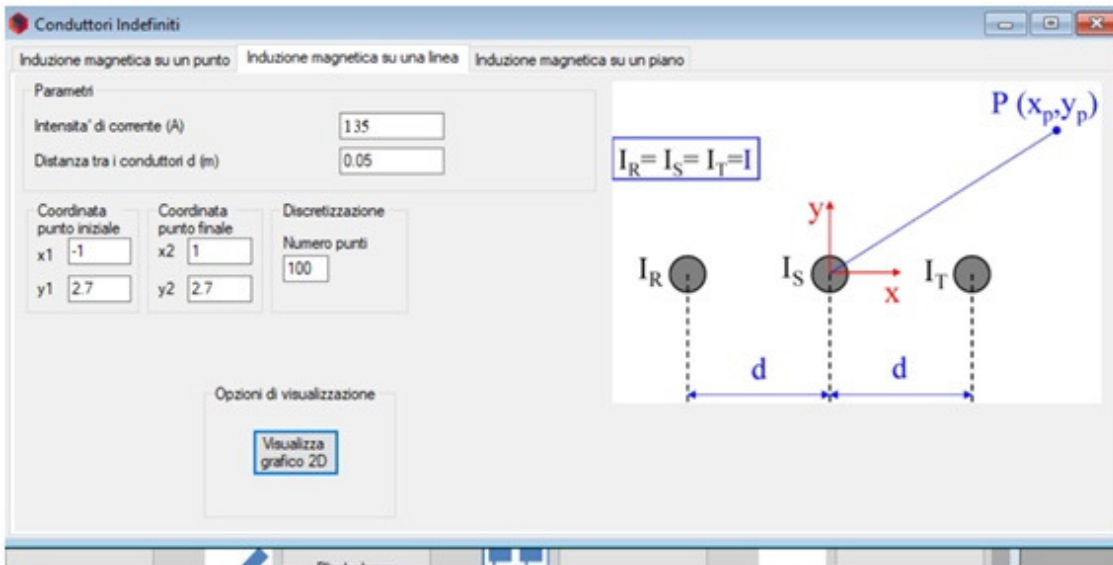 Conduttori Indefiniti
Induzione magnetica su un punto
Induzione magnetica su una linea
Induzione magnetica su un piano
Parametri
Intensita' di corrente (A)
135
Distanza tra i conduttori d (m)
0.05
Coordinata
punto iniziale
x1 -1
y1 2.7
Coordinata
punto finale
x2 1
y2 2.7
Discretizzazione
Numero punti
100
Opzioni di visualizzazione
Visualizza
grafico 2D
P (xp,yp)
IR= IS= IT=I
y
IR
IS
IT
x
d
d